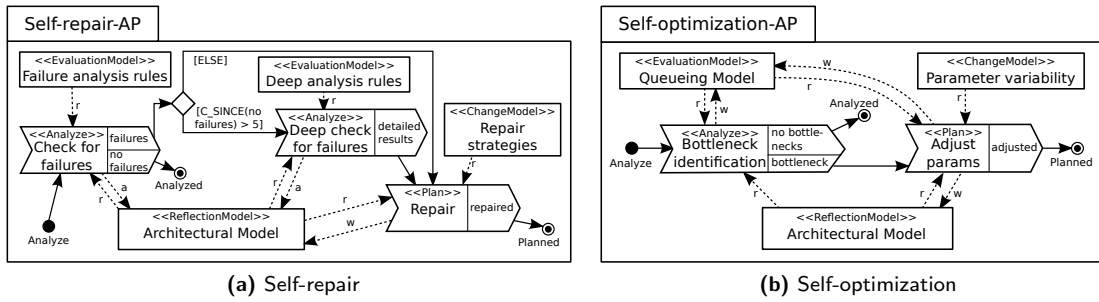 Self-repair-AP
<<EvaluationModel>>
Failure analysis rules
[ELSE]
<<EvaluationModel>>
Deep analysis rules
r
r
[C_SINCE(no
failures) > 5]
<<ChangeModel>>
Repair
strategies
<<Analyze>>
Check for
failures
failures
no
failures
Analyzed
<<Analyze>>
Deep check
for failures
detailed
results
r
a
r
r
a
r
w
<<Plan>>
Repair
repaired
<<ReflectionModel>>
Architectural Model
Analyze
Planned
(a) Self-repair
Self-optimization-AP
<<EvaluationModel>>
Queueing Model
w
r
<<ChangeModel>>
Parameter variability
r
w
r
Analyzed
<<Analyze>>
Bottleneck
identification
no bottle-
necks
bottleneck
<<Plan>>
Adjust
params
adjusted
Analyze
Planned
r
r
w
<<ReflectionModel>>
Architectural Model
(b) Self-optimization